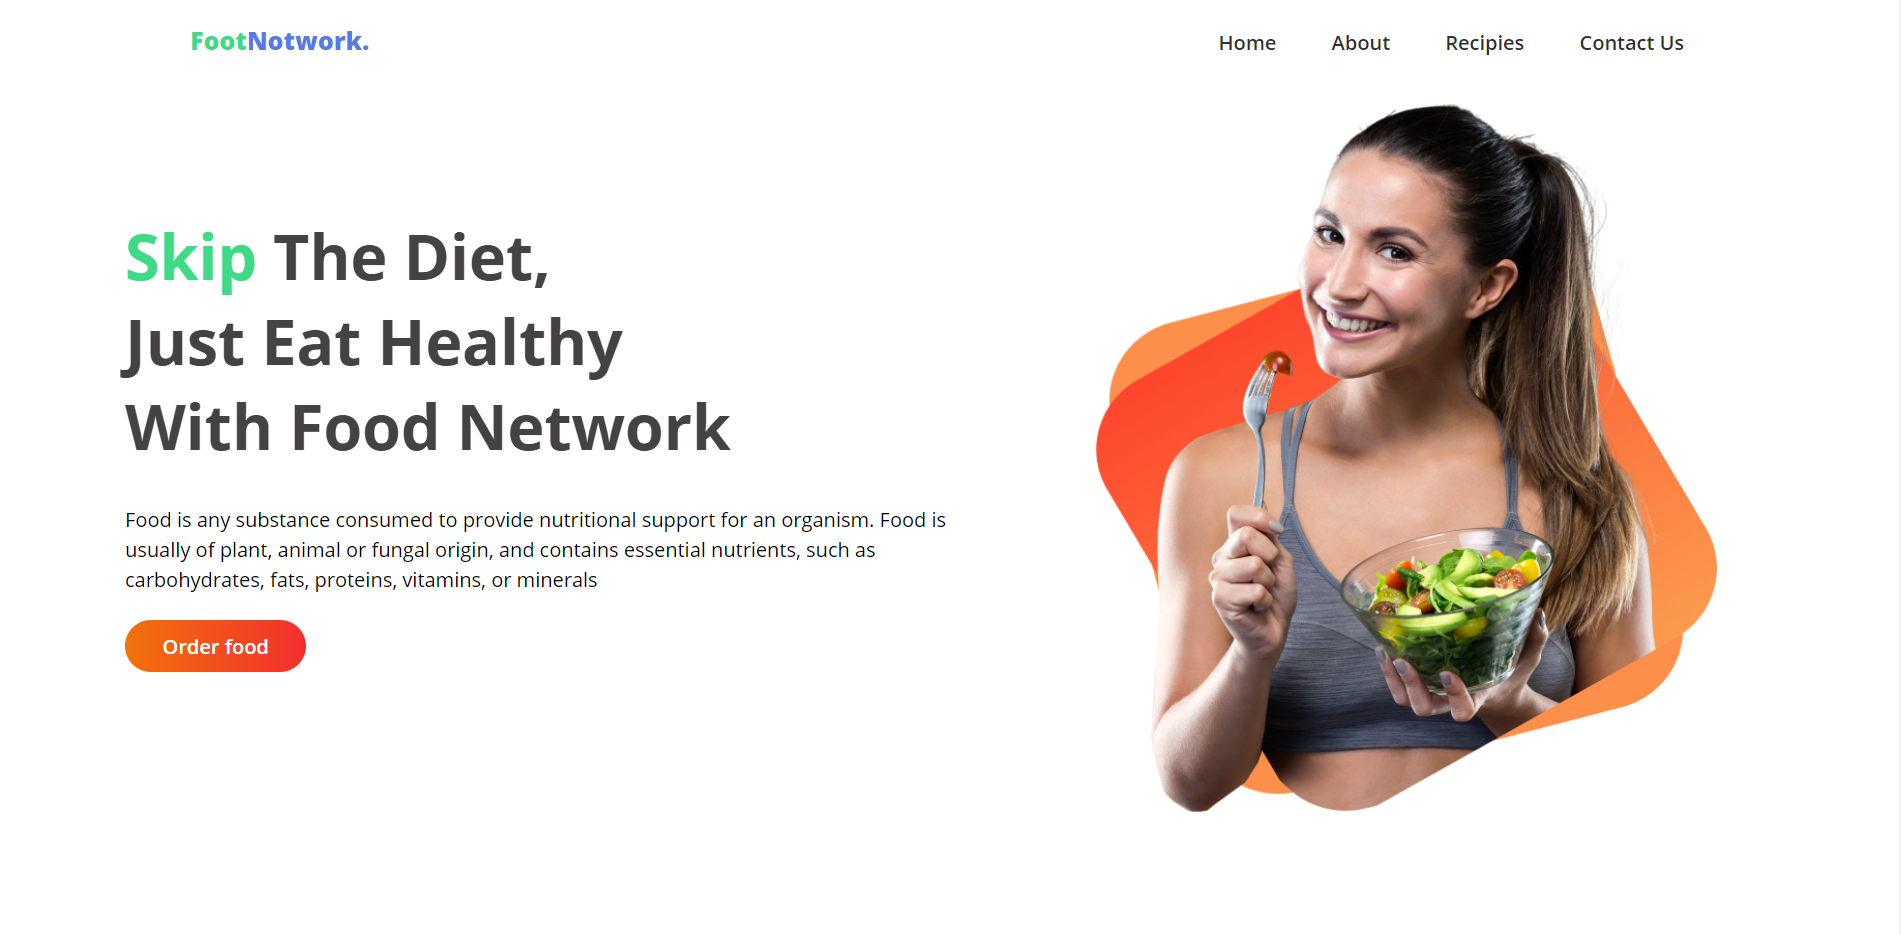 FootNotwork.
Home About Recipies Contact Us
Skip The Diet,
Just Eat Healthy
With Food Network
Food is any substance consumed to provide nutritional support for an organism. Food is
usually of plant, animal or fungal origin, and contains essential nutrients, such as
carbohydrates, fats, proteins, vitamins, or minerals
Order food